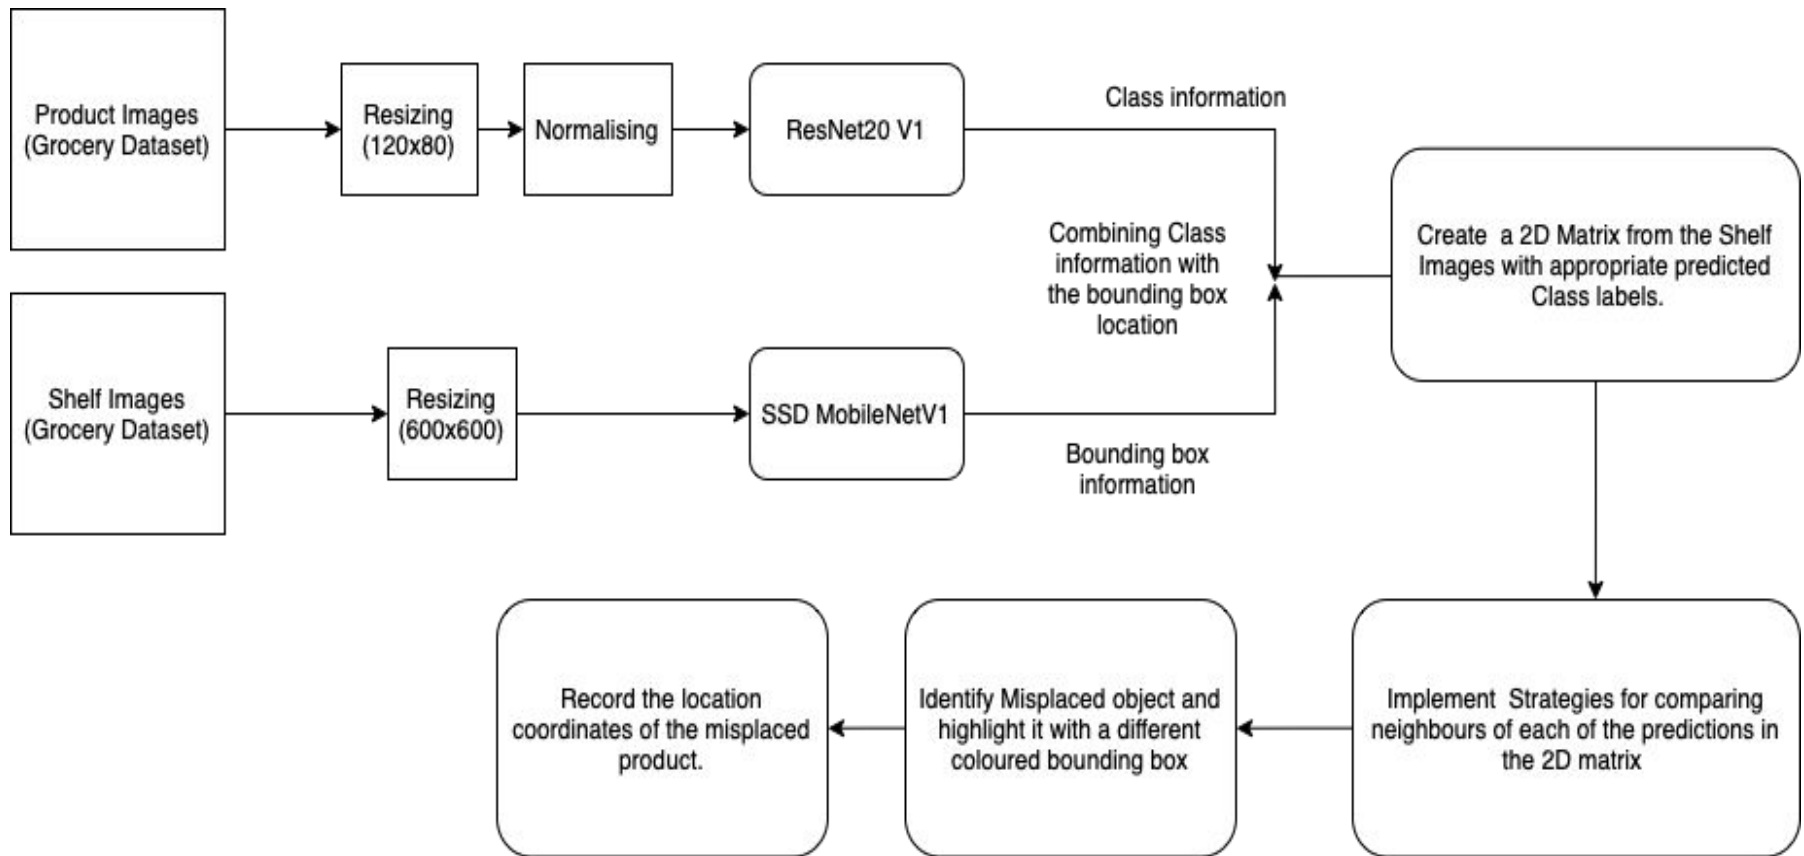 Product Images
(Grocery Dataset)
Resizing
(120x80)
Normalising
ResNet20 V1
Class information
Combining Class
information with
the bounding box
location
Create  a 2D Matrix from the Shelf
Images with appropriate predicted
Class labels.
Shelf Images
(Grocery Dataset)
Resizing
(600x600)
SSD MobileNetV1
Bounding box
information
Record the location
coordinates of the misplaced
product.
Identify Misplaced object and
highlight it with a different
coloured bounding box
Implement  Strategies for comparing
neighbours of each of the predictions in
the 2D matrix